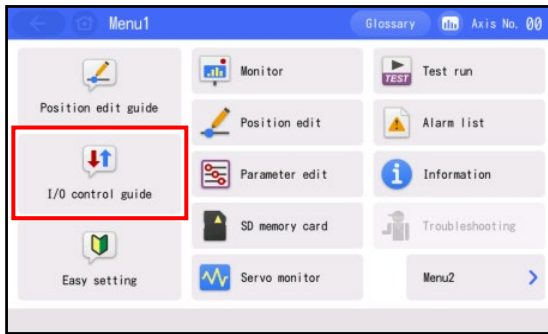 Menu1
Glossary
Axis No. 00
Position edit guide
I/O control guide
Easy setting
Monitor
Position edit
Parameter edit
SD memory card
Servo monitor
TEST
Test run
Alarm list
Information
Troubleshooting
Menu2